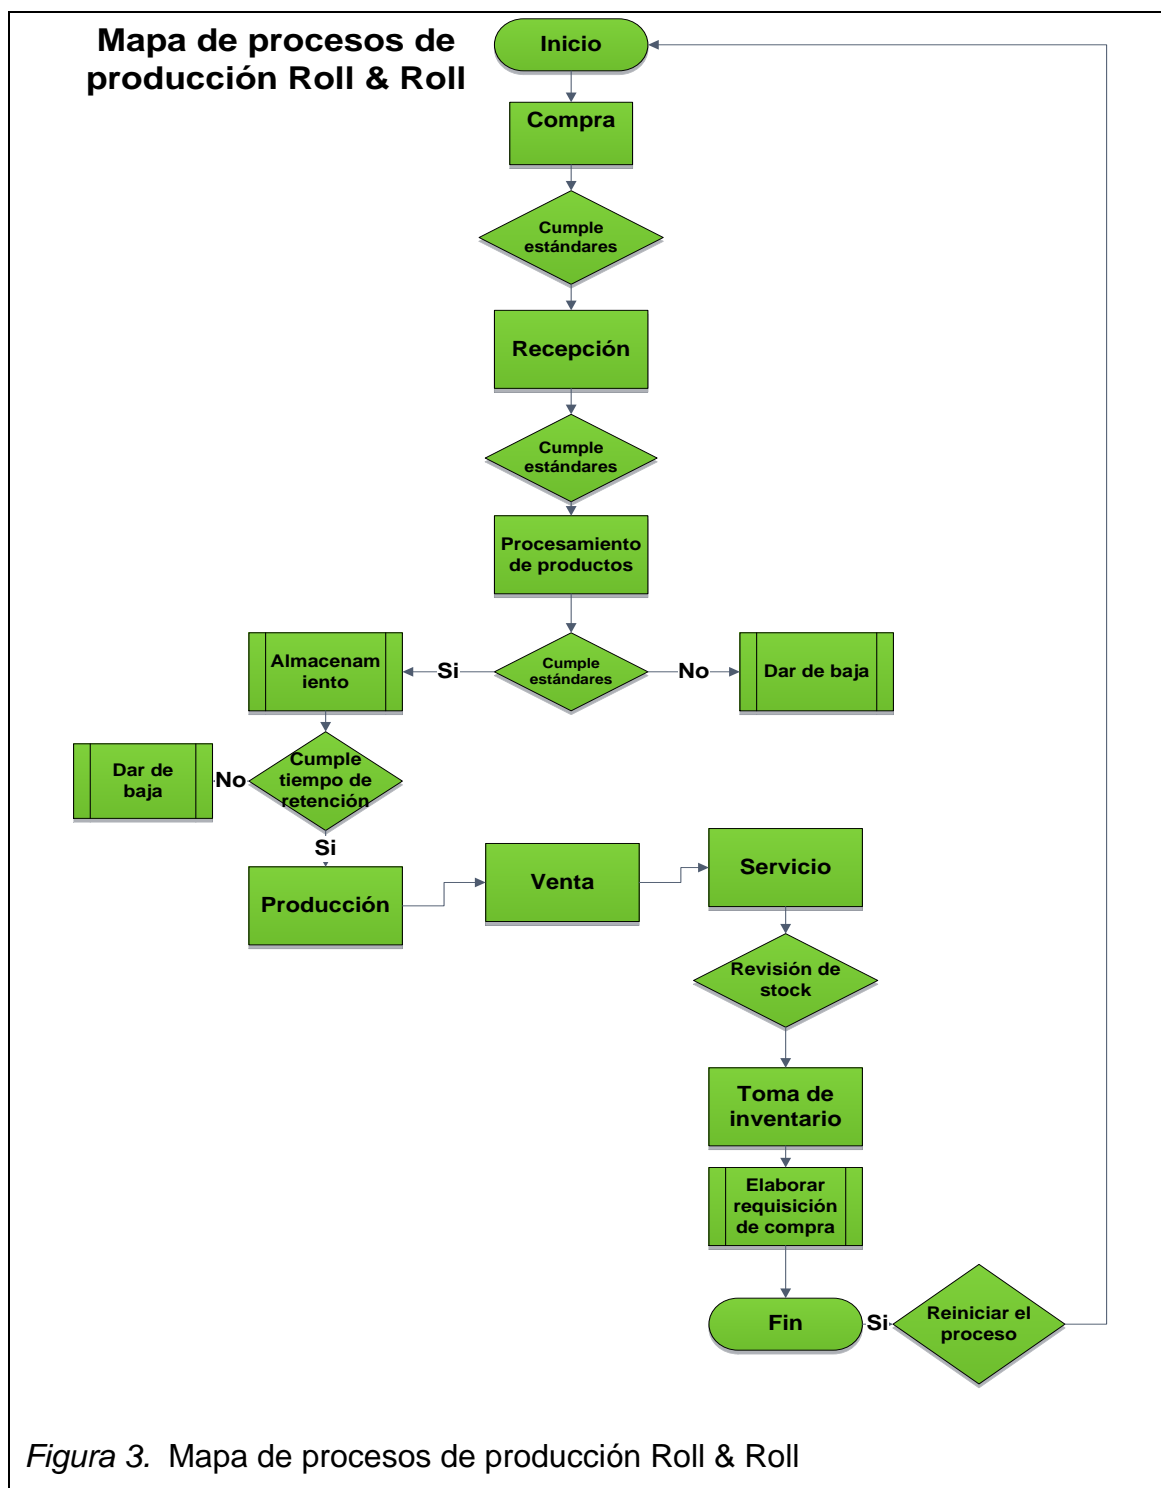 Mapa de procesos de
producción Roll & Roll
Inicio
Compra
Cumple
estándares
Recepción
Cumple
estándares
Procesamiento
de productos
Cumple
estándares
Si
No
Almacenam
iento
Dar de baja
Cumple
tiempo de
retención
No
Dar de
baja
Si
Producción
Venta
Servicio
Revisión de
stock
Toma de
inventario
Elaborar
requisición
de compra
Fin
Si
Reiniciar el
proceso
Figura 3. Mapa de procesos de producción Roll & Roll